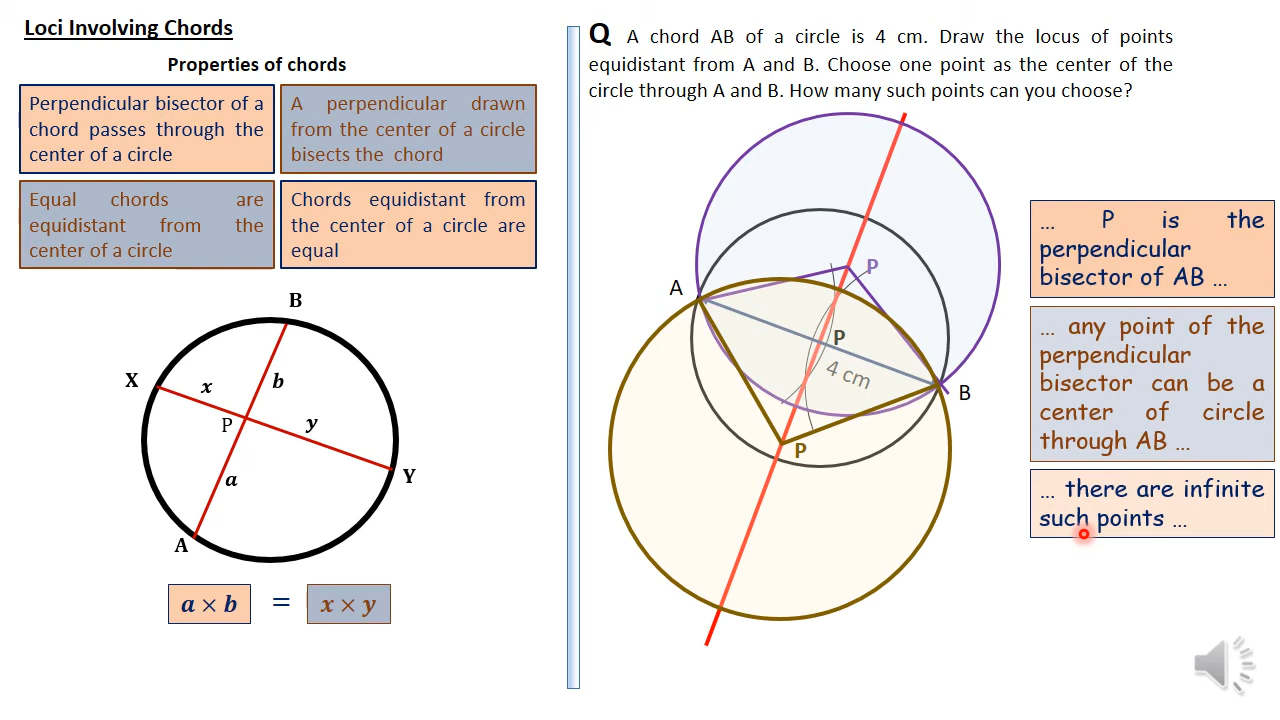 Loci Involving Chords
Properties of chords
Perpendicular bisector of a
chord passes through the
center of a circle
A perpendicular drawn
from the center of a circle
bisects the chord
Equal chords are
equidistant from the
center of a circle
Chords equidistant from
the center of a circle are
equal
B
X
x
b
P
y
a
Y
A
a × b = x × y
Q A chord AB of a circle is 4 cm. Draw the locus of points
equidistant from A and B. Choose one point as the center of the
circle through A and B. How many such points can you choose?
P
A
P
4 cm
B
P
... P is the
perpendicular
bisector of AB ...
... any point of the
perpendicular
bisector can be a
center of circle
through AB ...
... there are infinite
such points ...